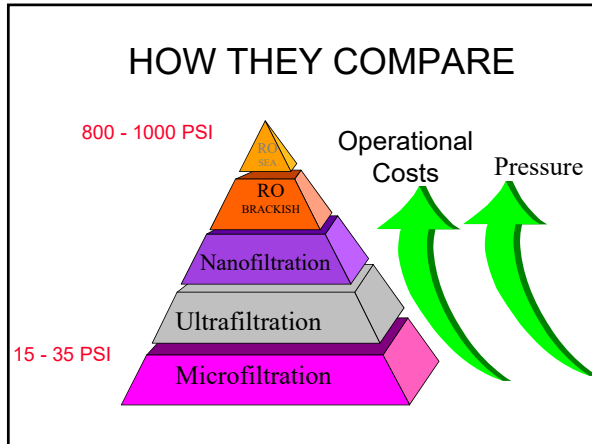 HOW THEY COMPARE
800 - 1000 PSI
RO
SEA
Operational
Costs
Pressure
RO
BRACKISH
Nanofiltration
Ultrafiltration
15 - 35 PSI
Microfiltration